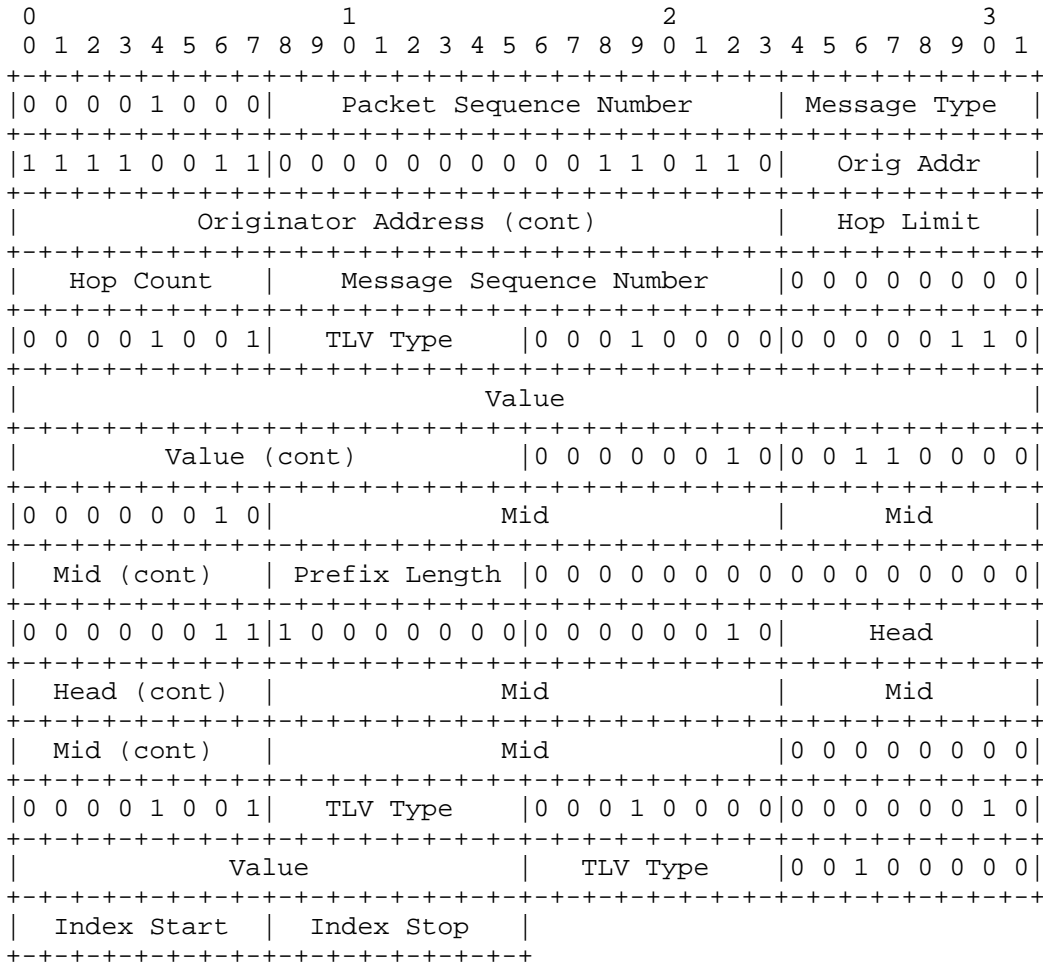 0                   1                   2                   3
 0 1 2 3 4 5 6 7 8 9 0 1 2 3 4 5 6 7 8 9 0 1 2 3 4 5 6 7 8 9 0 1
+-+-+-+-+-+-+-+-+-+-+-+-+-+-+-+-+-+-+-+-+-+-+-+-+-+-+-+-+-+-+-+-+
|0 0 0 0 1 0 0 0|    Packet Sequence Number     | Message Type  |
+-+-+-+-+-+-+-+-+-+-+-+-+-+-+-+-+-+-+-+-+-+-+-+-+-+-+-+-+-+-+-+-+
|1 1 1 1 0 0 1 1|0 0 0 0 0 0 0 0 0 0 1 1 0 1 1 0|   Orig Addr   |
+-+-+-+-+-+-+-+-+-+-+-+-+-+-+-+-+-+-+-+-+-+-+-+-+-+-+-+-+-+-+-+-+
|           Originator Address (cont)           |   Hop Limit   |
+-+-+-+-+-+-+-+-+-+-+-+-+-+-+-+-+-+-+-+-+-+-+-+-+-+-+-+-+-+-+-+-+
|   Hop Count   |    Message Sequence Number    |0 0 0 0 0 0 0 0|
+-+-+-+-+-+-+-+-+-+-+-+-+-+-+-+-+-+-+-+-+-+-+-+-+-+-+-+-+-+-+-+-+
|0 0 0 0 1 0 0 1|   TLV Type    |0 0 0 1 0 0 0 0|0 0 0 0 0 1 1 0|
+-+-+-+-+-+-+-+-+-+-+-+-+-+-+-+-+-+-+-+-+-+-+-+-+-+-+-+-+-+-+-+-+
|                             Value                             |
+-+-+-+-+-+-+-+-+-+-+-+-+-+-+-+-+-+-+-+-+-+-+-+-+-+-+-+-+-+-+-+-+
|         Value (cont)          |0 0 0 0 0 0 1 0|0 0 1 1 0 0 0 0|
+-+-+-+-+-+-+-+-+-+-+-+-+-+-+-+-+-+-+-+-+-+-+-+-+-+-+-+-+-+-+-+-+
|0 0 0 0 0 0 1 0|              Mid              |      Mid      |
+-+-+-+-+-+-+-+-+-+-+-+-+-+-+-+-+-+-+-+-+-+-+-+-+-+-+-+-+-+-+-+-+
|  Mid (cont)   | Prefix Length |0 0 0 0 0 0 0 0 0 0 0 0 0 0 0 0|
+-+-+-+-+-+-+-+-+-+-+-+-+-+-+-+-+-+-+-+-+-+-+-+-+-+-+-+-+-+-+-+-+
|0 0 0 0 0 0 1 1|1 0 0 0 0 0 0 0|0 0 0 0 0 0 1 0|     Head      |
+-+-+-+-+-+-+-+-+-+-+-+-+-+-+-+-+-+-+-+-+-+-+-+-+-+-+-+-+-+-+-+-+
|  Head (cont)  |              Mid              |      Mid      |
+-+-+-+-+-+-+-+-+-+-+-+-+-+-+-+-+-+-+-+-+-+-+-+-+-+-+-+-+-+-+-+-+
|  Mid (cont)   |              Mid              |0 0 0 0 0 0 0 0|
+-+-+-+-+-+-+-+-+-+-+-+-+-+-+-+-+-+-+-+-+-+-+-+-+-+-+-+-+-+-+-+-+
|0 0 0 0 1 0 0 1|   TLV Type    |0 0 0 1 0 0 0 0|0 0 0 0 0 0 1 0|
+-+-+-+-+-+-+-+-+-+-+-+-+-+-+-+-+-+-+-+-+-+-+-+-+-+-+-+-+-+-+-+-+
|             Value             |   TLV Type    |0 0 1 0 0 0 0 0|
+-+-+-+-+-+-+-+-+-+-+-+-+-+-+-+-+-+-+-+-+-+-+-+-+-+-+-+-+-+-+-+-+
|  Index Start  |  Index Stop   |
+-+-+-+-+-+-+-+-+-+-+-+-+-+-+-+-+